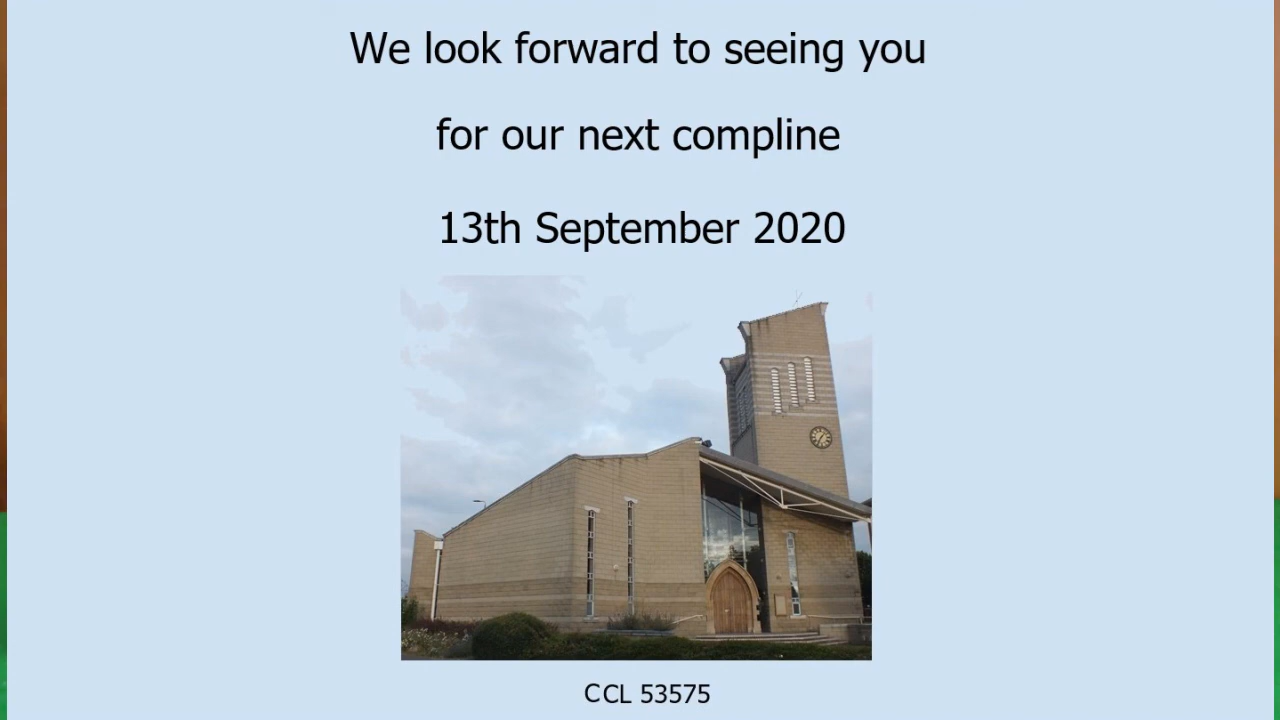 We look forward to seeing you
for our next compline
13th September 2020
CCL 53575